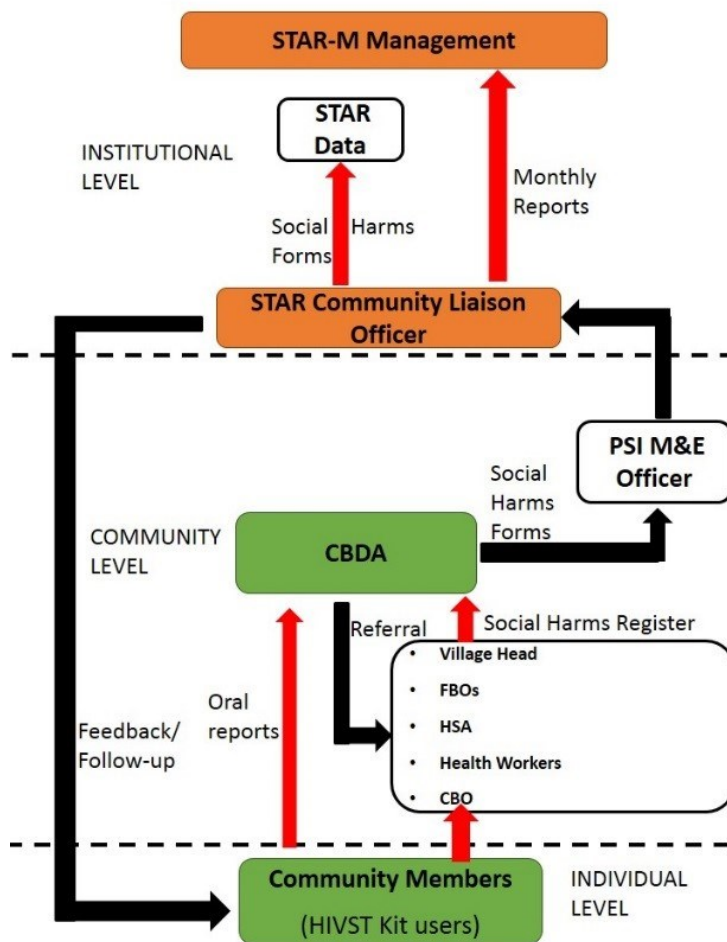 STAR-M Management
STAR
Data
INSTITUTIONAL
LEVEL
Monthly
Reports
Social Harms
Forms
STAR Community Liaison
Officer
PSI M&E
Officer
Social
Harms
Forms
COMMUNITY
LEVEL
CBDA
Referral
Social Harms Register
• Village Head
• FBOs
• HSA
• Health Workers
• CBO
Oral
reports
Feedback/
Follow-up
Community Members
(HIVST Kit users)
INDIVIDUAL
LEVEL